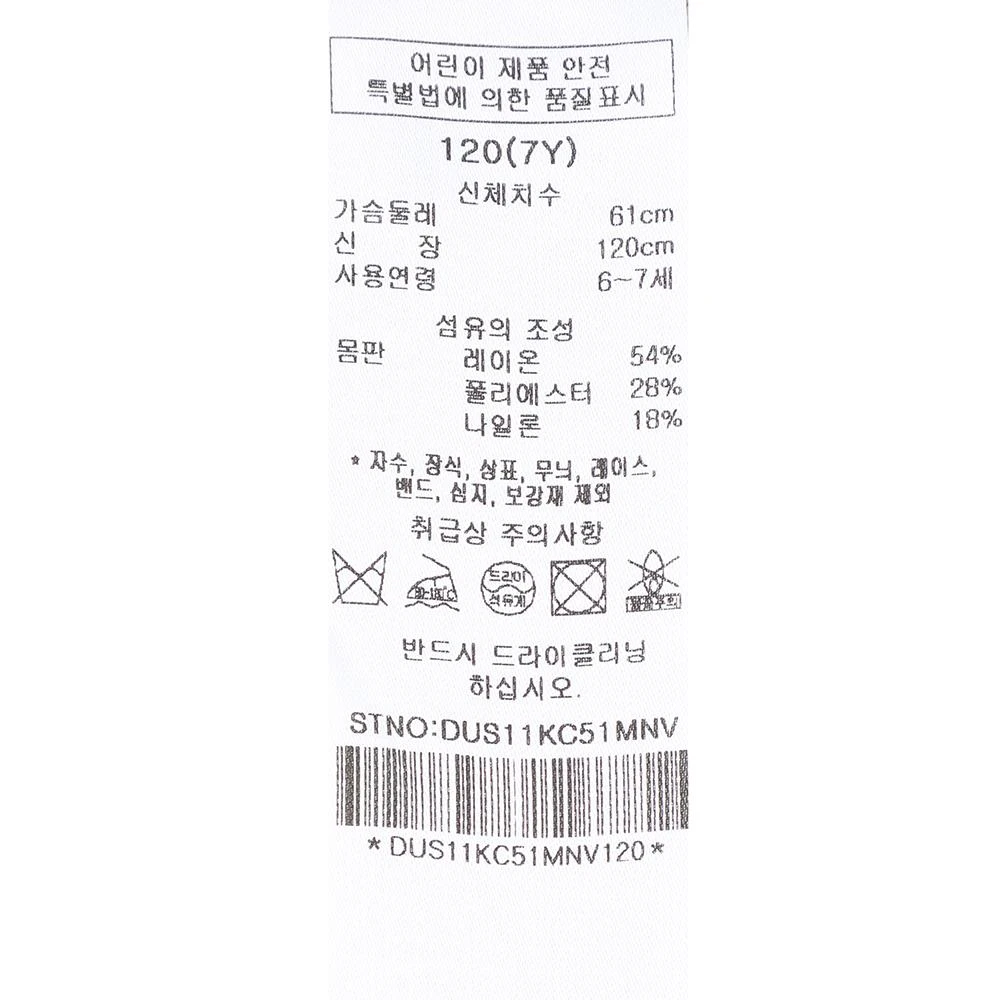 어린이 제품 안전
특별법에 의한 품질표시
120(7Y)
신체치수
가슴둘레 61cm
신 장 120cm
사용연령 6~7세
섬유의 조성
몸판 레이온 54%
폴리에스터 28%
나일론 18%
* 자수, 장식, 상표, 무늬, 레이스,
밴드, 심지, 보강재 제외
취급상 주의사항
80~120℃ 드라이
석유계
반드시 드라이클리닝
하십시오.
STNO:DUS11KC51MNV
*DUS11KC51MNV120*